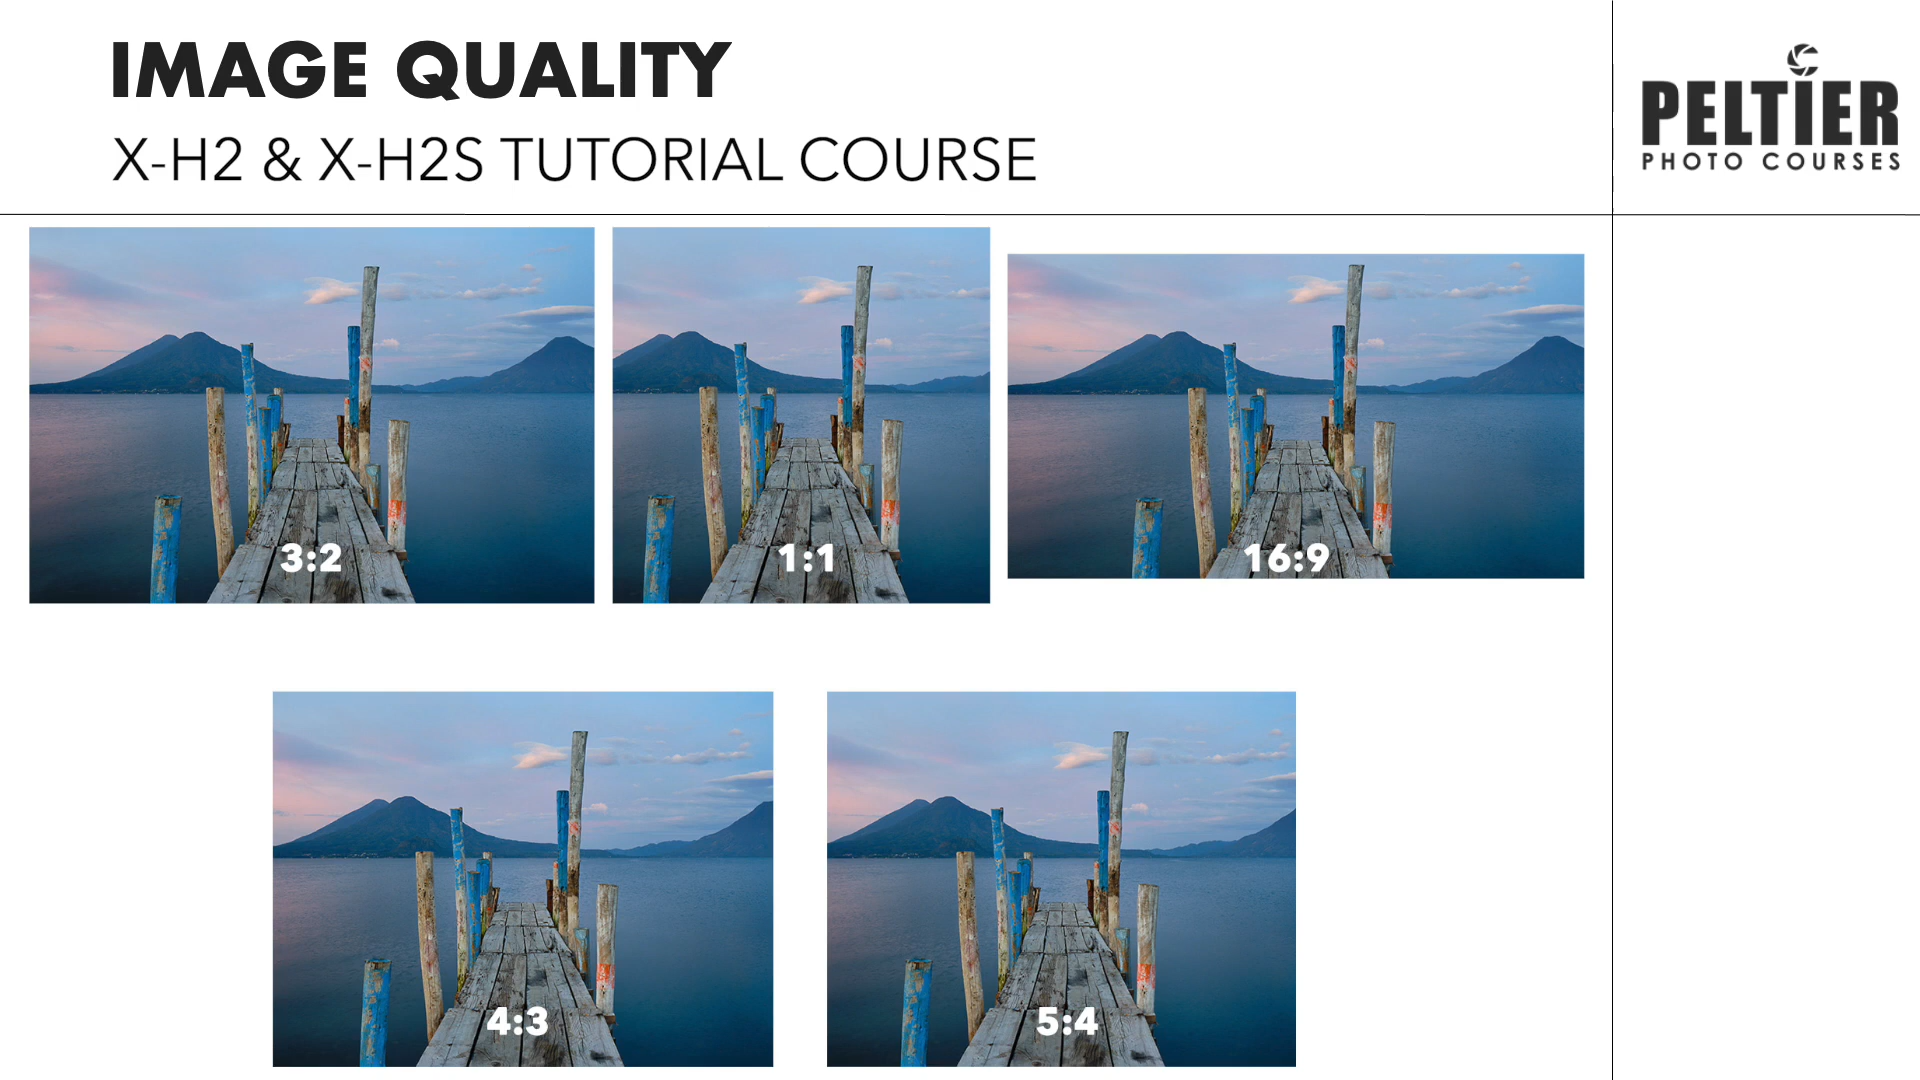 IMAGE QUALITY
X-H2 & X-H2S TUTORIAL COURSE
PELTIER
PHOTO COURSES
3:2
1:1
16:9
4:3
5:4